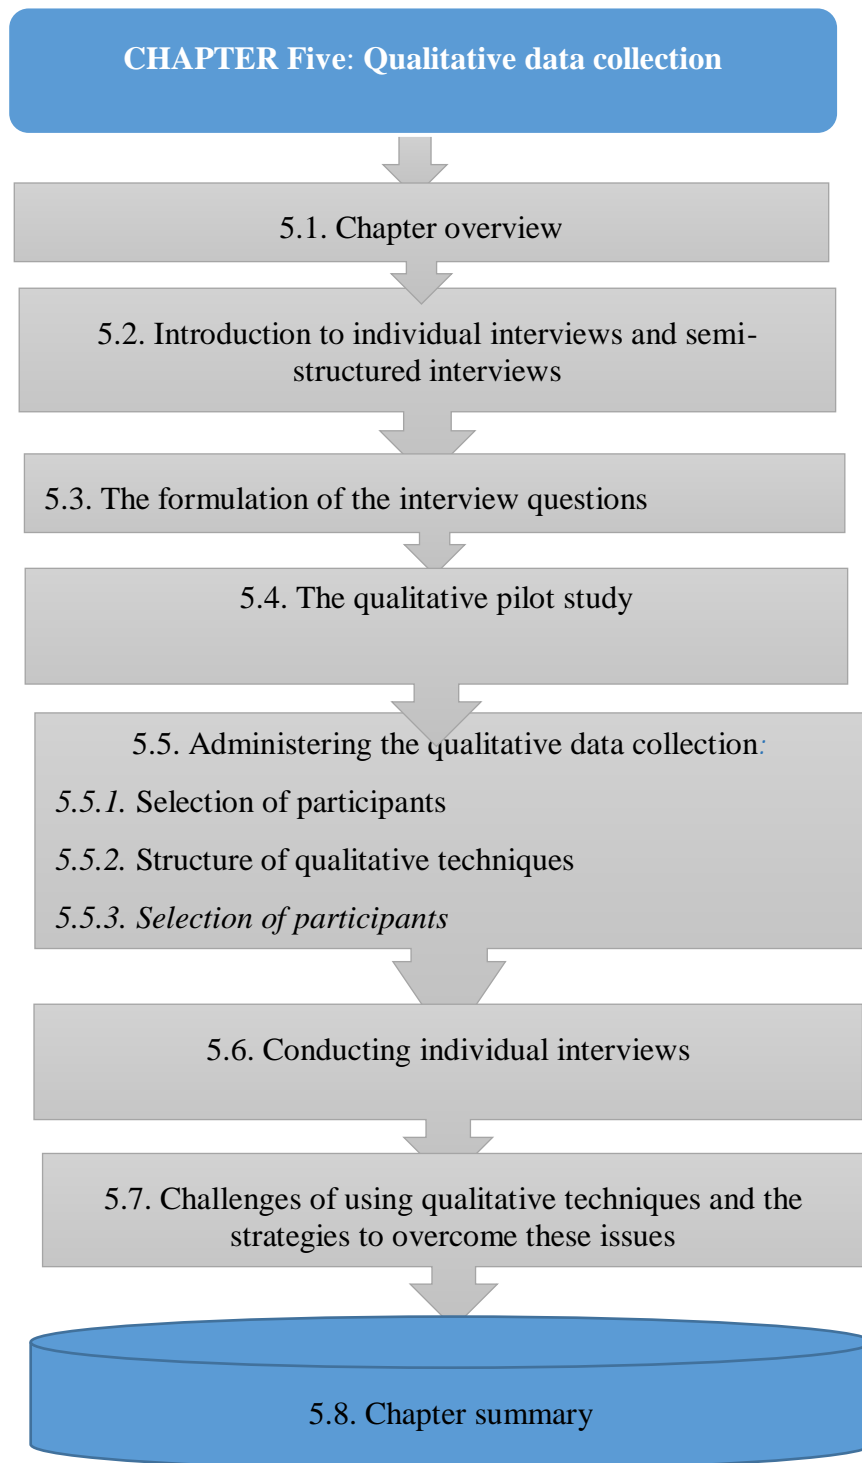 CHAPTER Five: Qualitative data collection
5.1. Chapter overview
5.2. Introduction to individual interviews and semi-
structured interviews
5.3. The formulation of the interview questions
5.4. The qualitative pilot study
5.5. Administering the qualitative data collection:
5.5.1. Selection of participants
5.5.2. Structure of qualitative techniques
5.5.3. Selection of participants
5.6. Conducting individual interviews
5.7. Challenges of using qualitative techniques and the
strategies to overcome these issues
5.8. Chapter summary